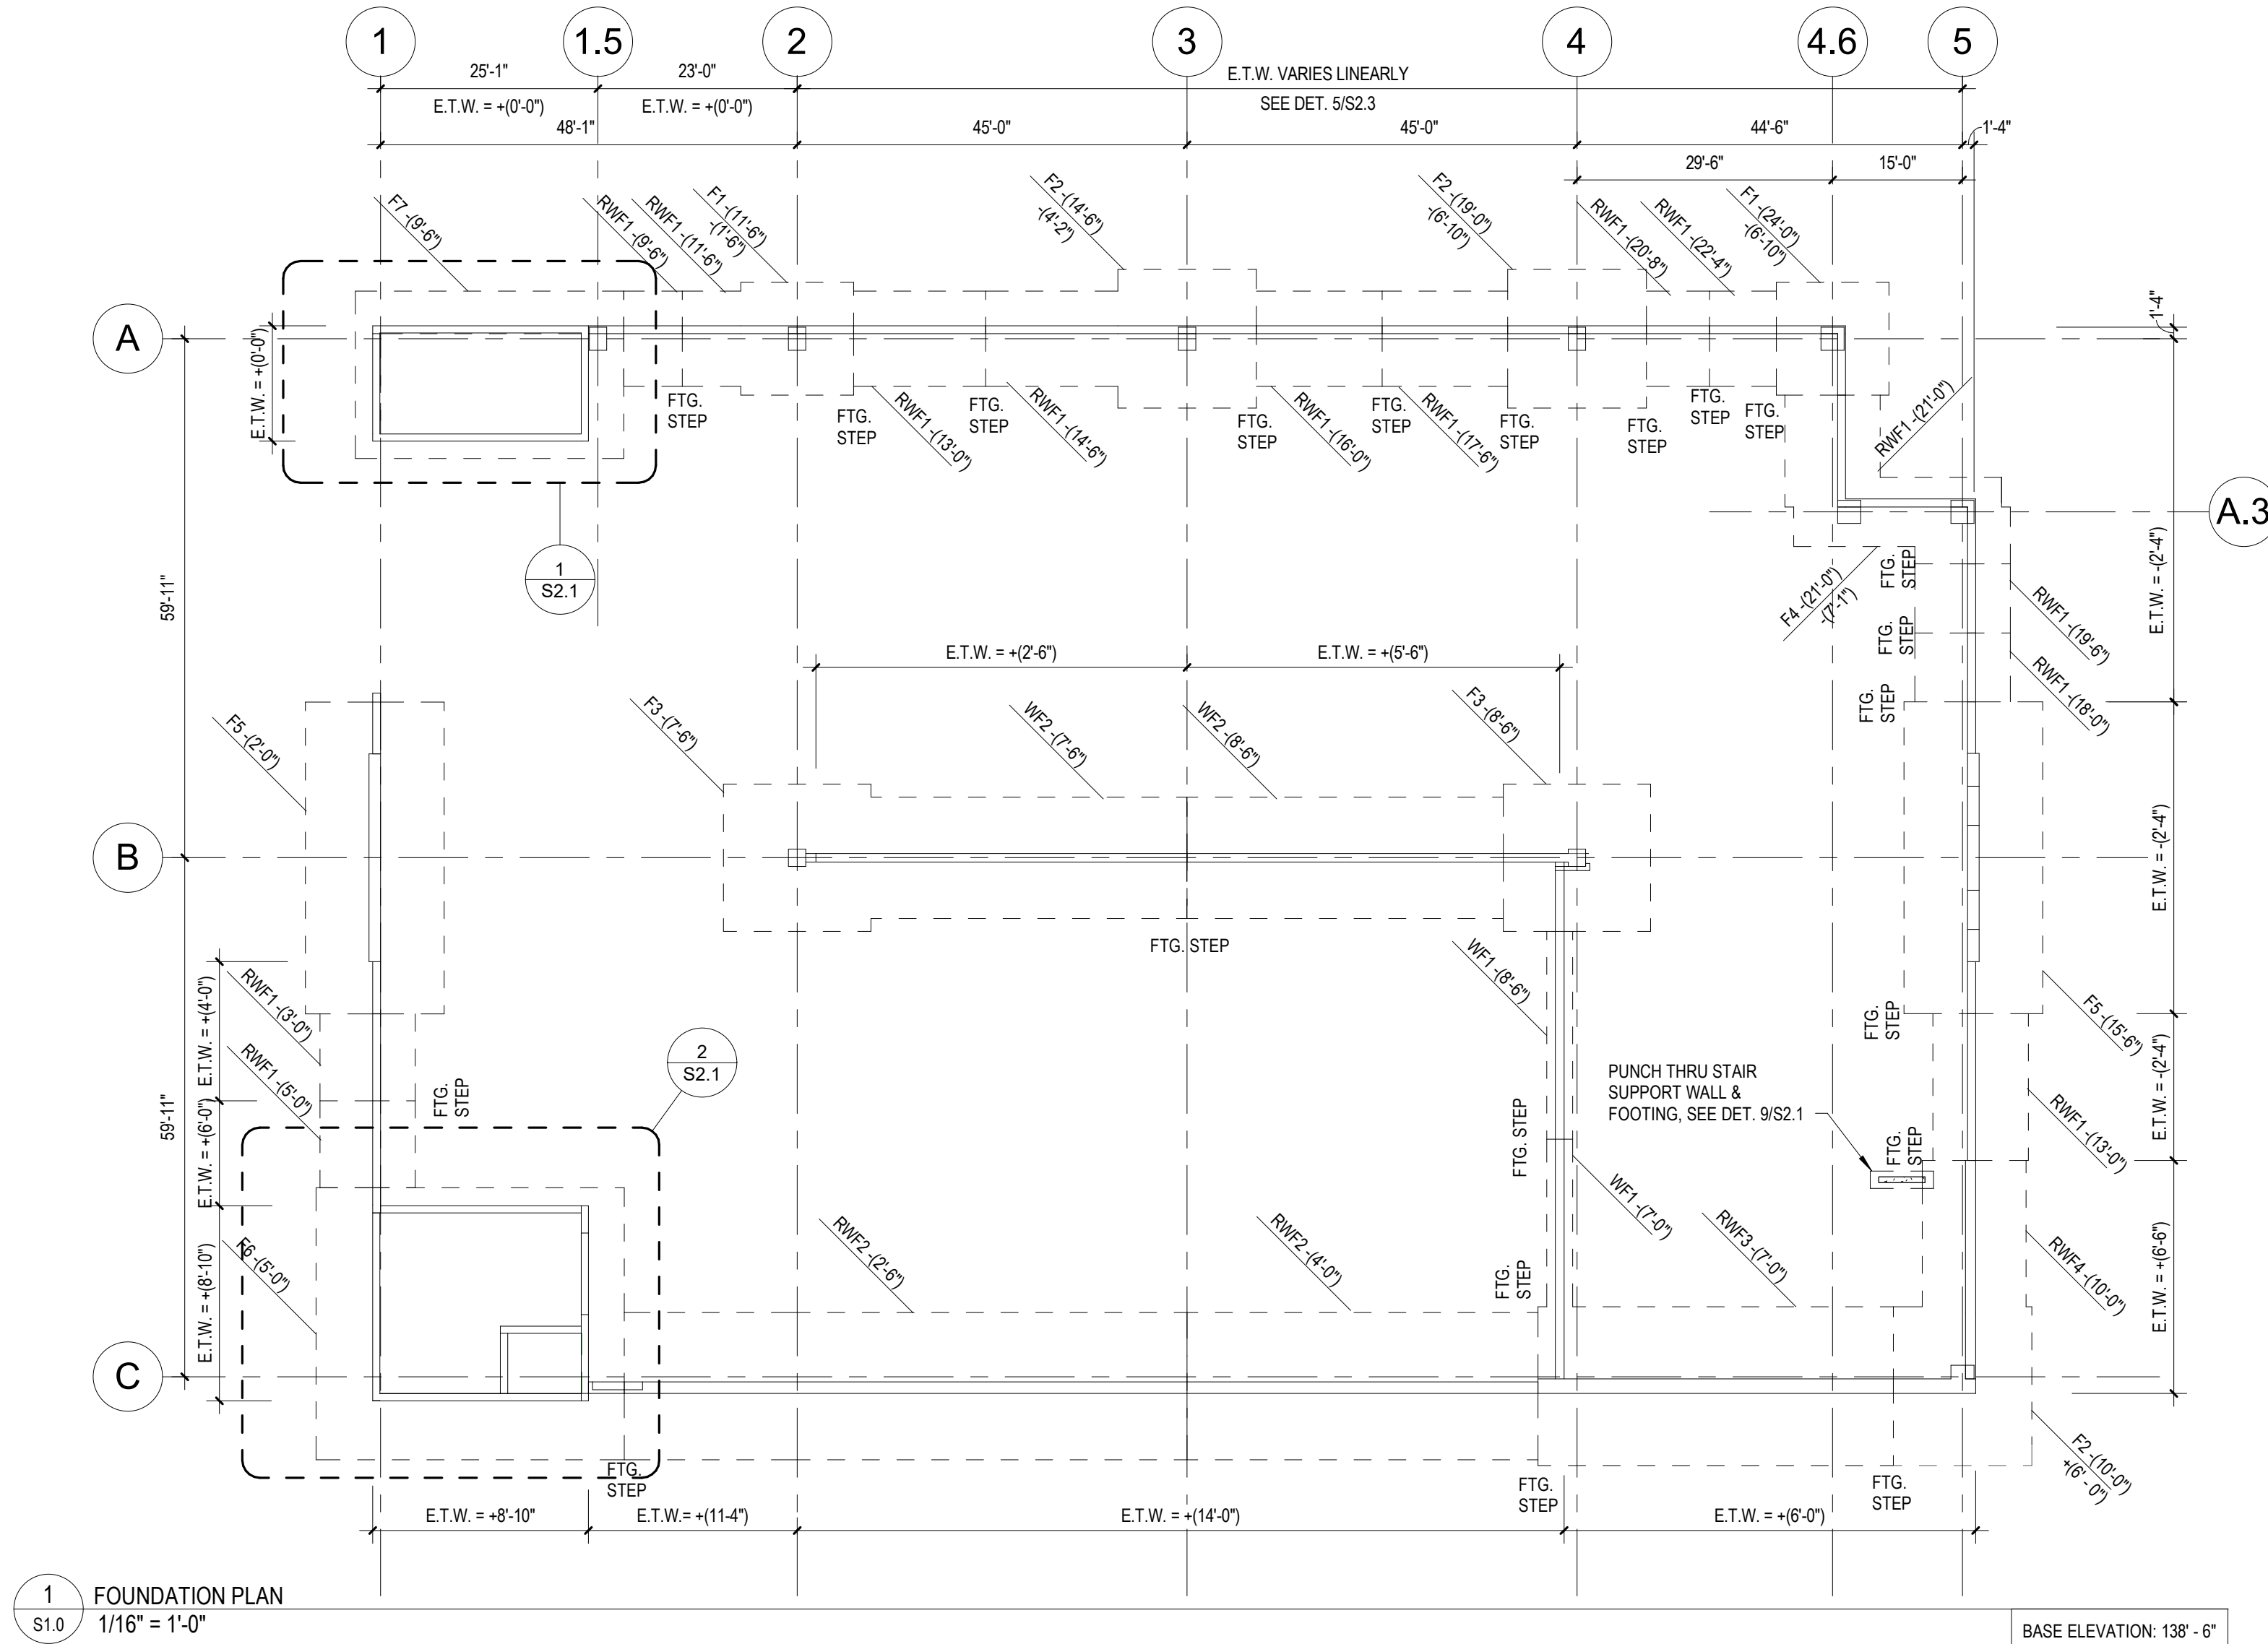 1
1.5
2
3
4
4.6
5
25'-1"
23'-0"
E.T.W. VARIES LINEARLY
E.T.W. = +(0'-0")
E.T.W. = +(0'-0")
SEE DET. 5/S2.3
48'-1"
45'-0"
45'-0"
44'-6"
1'-4"
29'-6"
15'-0"
F7 -(9'-6")
RWF1 -(9'-6")
RWF1 -(11'-6")
F1 -(11'-6")
-(1'-6")
F2 -(14'-6")
-(4'-2")
F2 -(19'-0")
-(6'-10")
RWF1 -(20'-8")
RWF1 -(22'-4")
F1 -(24'-0")
-(6'-10")
1'-4"
A
E.T.W. = +(0'-0")
FTG.
STEP
FTG.
STEP
RWF1 -(13'-0")
FTG.
STEP
RWF1 -(14'-6")
FTG.
STEP
RWF1 -(16'-0")
FTG.
STEP
RWF1 -(17'-6")
FTG.
STEP
FTG.
STEP
FTG.
STEP
FTG.
STEP
RWF1 -(21'-0")
A.3
1
S2.1
59'-11"
F4 -(21'-0")
-(7'-1")
FTG.
STEP
FTG.
STEP
RWF1 -(19'-6")
RWF1 -(18'-0")
E.T.W. = -(2'-4")
E.T.W. = +(2'-6")
E.T.W. = +(5'-6")
F5 -(2'-0")
F3 -(7'-6")
WF2 -(7'-6")
WF2 -(8'-6")
F3 -(8'-6")
FTG.
STEP
B
E.T.W. = -(2'-4")
FTG. STEP
WF1 -(8'-6")
RWF1 -(3'-0")
E.T.W. = +(4'-0")
RWF1 -(5'-0")
FTG.
STEP
2
S2.1
FTG.
STEP
F5 -(15'-6")
E.T.W. = -(2'-4")
PUNCH THRU STAIR
SUPPORT WALL &
FOOTING, SEE DET. 9/S2.1
RWF1 -(13'-0")
59'-11"
E.T.W. = +(6'-0")
FTG. STEP
FTG.
STEP
WF1 -(7'-0")
F6 -(5'-0")
E.T.W. = +(8'-10")
RWF2 -(2'-6")
RWF2 -(4'-0")
FTG.
STEP
RWF3 -(7'-0")
RWF4 -(10'-0")
E.T.W. = +(6'-6")
C
FTG.
STEP
FTG.
STEP
FTG.
STEP
F2 -(10'-0")
+(6'- 0")
E.T.W. = +8'-10"
E.T.W.= +(11-4")
E.T.W. = +(14'-0")
E.T.W. = +(6'-0")
1
S1.0
FOUNDATION PLAN
1/16" = 1'-0"
BASE ELEVATION: 138' - 6"